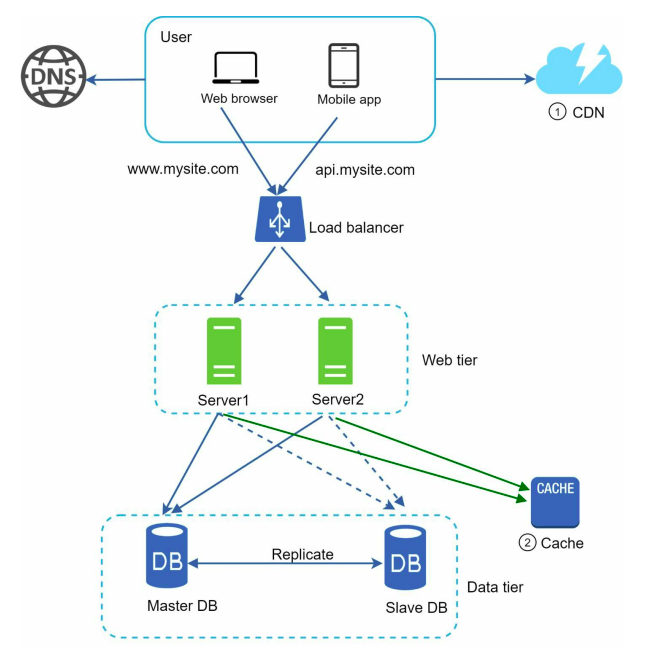 User
DNS
Web browser
Mobile app
1 CDN
www.mysite.com
api.mysite.com
Load balancer
Web tier
Server1
Server2
CACHE
2 Cache
DB
Replicate
DB
Master DB
Slave DB
Data tier